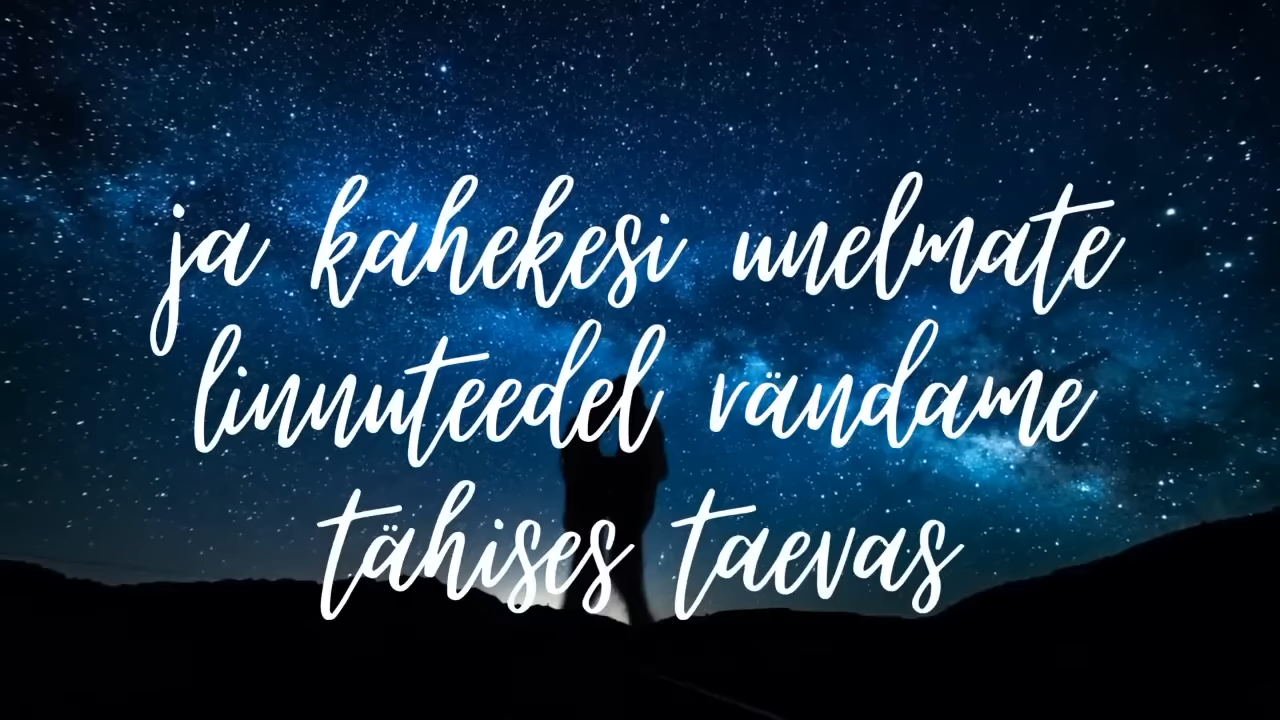 ja kahekesi unelmate
linnuteedel vändame
tähises taevas